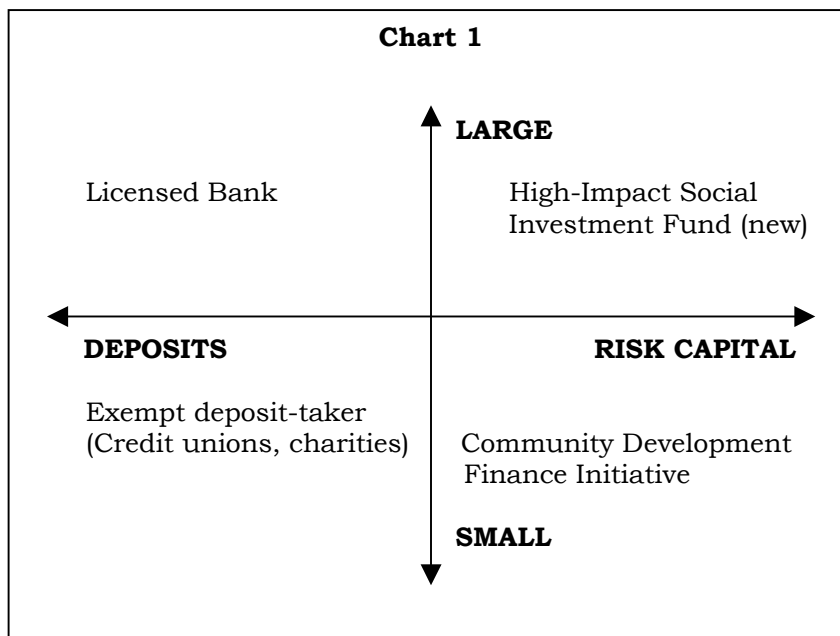 Chart 1
LARGE
Licensed Bank
High-Impact Social
Investment Fund (new)
DEPOSITS
RISK CAPITAL
Exempt deposit-taker
(Credit unions, charities)
Community Development
Finance Initiative
SMALL